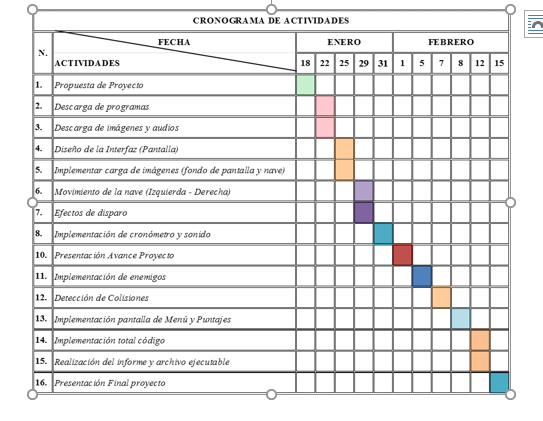 CRONOGRAMA DE ACTIVIDADES
N. FECHA ENERO FEBRERO
ACTIVIDADES 18 22 25 29 31 1 5 7 8 12 15
1. Propuesta de Proyecto
2. Descarga de programas
3. Descarga de imágenes y audios
4. Diseño de la Interfaz (Pantalla)
5. Implementar carga de imágenes (fondo de pantalla y nave)
6. Movimiento de la nave (Izquierda - Derecha)
7. Efectos de disparo
8. Implementación de cronómetro y sonido
10. Presentación Avance Proyecto
11. Implementación de enemigos
12. Detección de Colisiones
13. Implementación pantalla de Menú y Puntajes
14. Implementación total código
15. Realización del informe y archivo ejecutable
16. Presentación Final proyecto